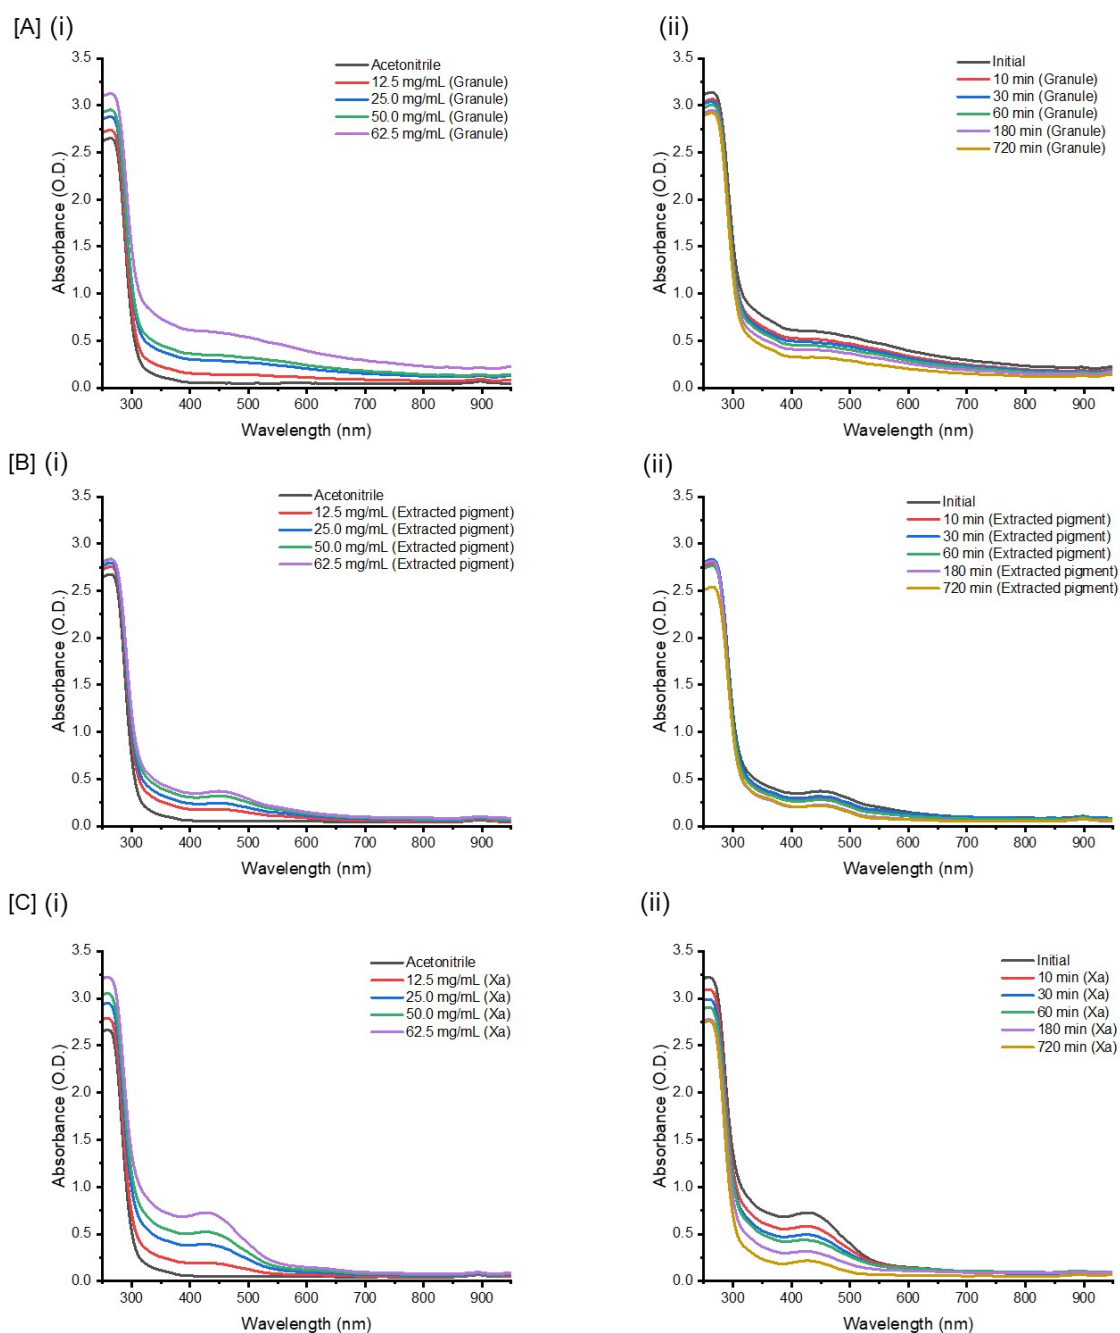 [A] (i)
3.5
3.0
2.5
2.0
1.5
1.0
0.5
0.0
Absorbance (O.D.)
300 400 500 600 700 800 900
Wavelength (nm)
Acetonitrile
12.5 mg/mL (Granule)
25.0 mg/mL (Granule)
50.0 mg/mL (Granule)
62.5 mg/mL (Granule)
(ii)
3.5
3.0
2.5
2.0
1.5
1.0
0.5
0.0
Absorbance (O.D.)
300 400 500 600 700 800 900
Wavelength (nm)
Initial
10 min (Granule)
30 min (Granule)
60 min (Granule)
180 min (Granule)
720 min (Granule)
[B] (i)
3.5
3.0
2.5
2.0
1.5
1.0
0.5
0.0
Absorbance (O.D.)
300 400 500 600 700 800 900
Wavelength (nm)
Acetonitrile
12.5 mg/mL (Extracted pigment)
25.0 mg/mL (Extracted pigment)
50.0 mg/mL (Extracted pigment)
62.5 mg/mL (Extracted pigment)
(ii)
3.5
3.0
2.5
2.0
1.5
1.0
0.5
0.0
Absorbance (O.D.)
300 400 500 600 700 800 900
Wavelength (nm)
Initial
10 min (Extracted pigment)
30 min (Extracted pigment)
60 min (Extracted pigment)
180 min (Extracted pigment)
720 min (Extracted pigment)
[C] (i)
3.5
3.0
2.5
2.0
1.5
1.0
0.5
0.0
Absorbance (O.D.)
300 400 500 600 700 800 900
Wavelength (nm)
Acetonitrile
12.5 mg/mL (Xa)
25.0 mg/mL (Xa)
50.0 mg/mL (Xa)
62.5 mg/mL (Xa)
(ii)
3.5
3.0
2.5
2.0
1.5
1.0
0.5
0.0
Absorbance (O.D.)
300 400 500 600 700 800 900
Wavelength (nm)
Initial
10 min (Xa)
30 min (Xa)
60 min (Xa)
180 min (Xa)
720 min (Xa)